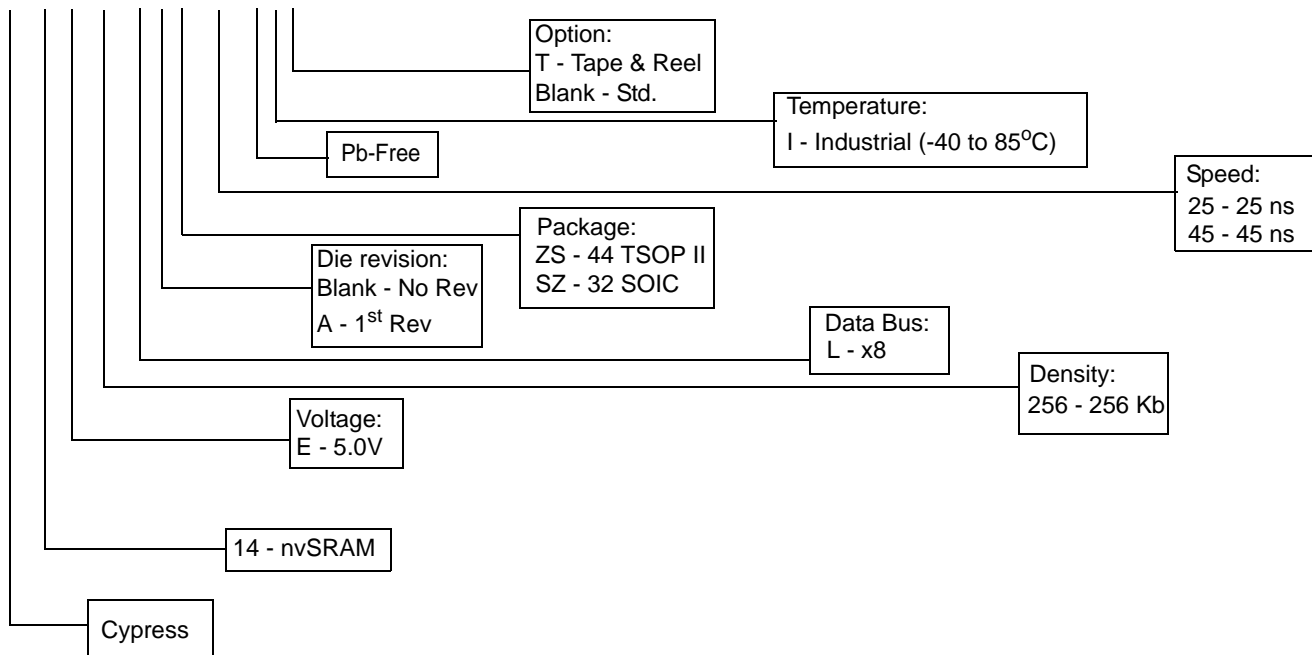 Option:
T - Tape & Reel
Blank - Std.
Temperature:
I - Industrial (-40 to 85°C)
Pb-Free
Speed:
25 - 25 ns
45 - 45 ns
Package:
ZS - 44 TSOP II
SZ - 32 SOIC
Die revision:
Blank - No Rev
A - 1st Rev
Data Bus:
L - x8
Density:
256 - 256 Kb
Voltage:
E - 5.0V
14 - nvSRAM
Cypress